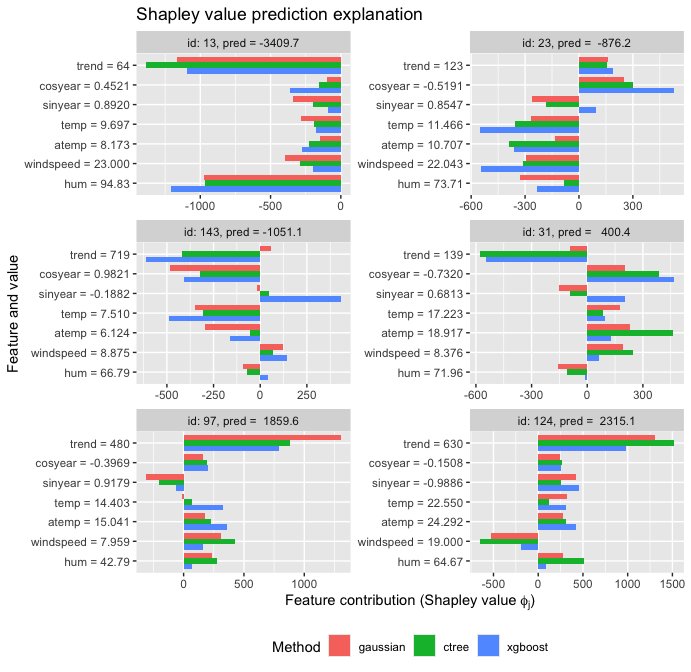 Shapley value prediction explanation
id: 13, pred = -3409.7
trend = 64
cosyear = 0.4521
sinyear = 0.8920
temp = 9.697
atemp = 8.173
windspeed = 23.000
hum = 94.83
-1000 -500 0
id: 23, pred = -876.2
trend = 123
cosyear = -0.5191
sinyear = 0.8547
temp = 11.466
atemp = 10.707
windspeed = 22.043
hum = 73.71
-600 -300 0 300
id: 143, pred = -1051.1
trend = 719
cosyear = 0.9821
sinyear = -0.1882
temp = 7.510
atemp = 6.124
windspeed = 8.875
hum = 66.79
-500 -250 0 250
id: 31, pred = 400.4
trend = 139
cosyear = -0.7320
sinyear = 0.6813
temp = 17.223
atemp = 18.917
windspeed = 8.376
hum = 71.96
-600 -300 0 300
id: 97, pred = 1859.6
trend = 480
cosyear = -0.3969
sinyear = 0.9179
temp = 14.403
atemp = 15.041
windspeed = 7.959
hum = 42.79
0 500 1000
id: 124, pred = 2315.1
trend = 630
cosyear = -0.1508
sinyear = -0.9886
temp = 22.550
atemp = 24.292
windspeed = 19.000
hum = 64.67
-500 0 500 1000 1500
Feature and value
Feature contribution (Shapley value ϕj)
Method gaussian ctree xgboost